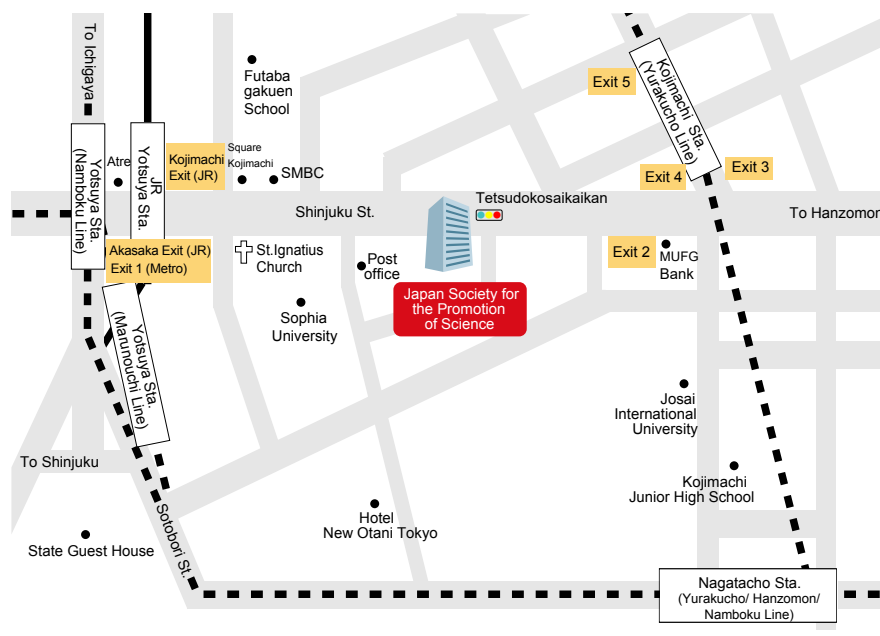 To Ichigaya
Futaba
gakuen
School
Exit 5
Kojimachi Sta.
(Yurakucho Line)
Yotsuya Sta.
(Namboku Line)
Atre
JR
Yotsuya Sta.
Kojimachi
Exit (JR)
Square
Kojimachi
SMBC
Exit 4
Exit 3
Shinjuku St.
Tetsudokosaikaikan
To Hanzomon
Akasaka Exit (JR)
Exit 1 (Metro)
St.Ignatius
Church
Post
office
Exit 2
MUFG
Bank
Japan Society for
the Promotion
of Science
Sophia
University
Yotsuya Sta.
(Marunouchi Line)
Josai
International
University
To Shinjuku
Kojimachi
Junior High School
Sotobori St.
Hotel
New Otani Tokyo
State Guest House
Nagatacho Sta.
(Yurakucho/ Hanzomon/
Namboku Line)